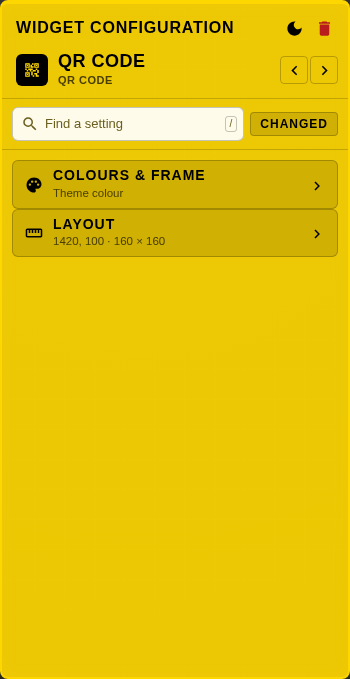 WIDGET CONFIGURATION
QR CODE
QR CODE
Find a setting /
CHANGED
COLOURS & FRAME
Theme colour
LAYOUT
1420, 100 · 160 × 160